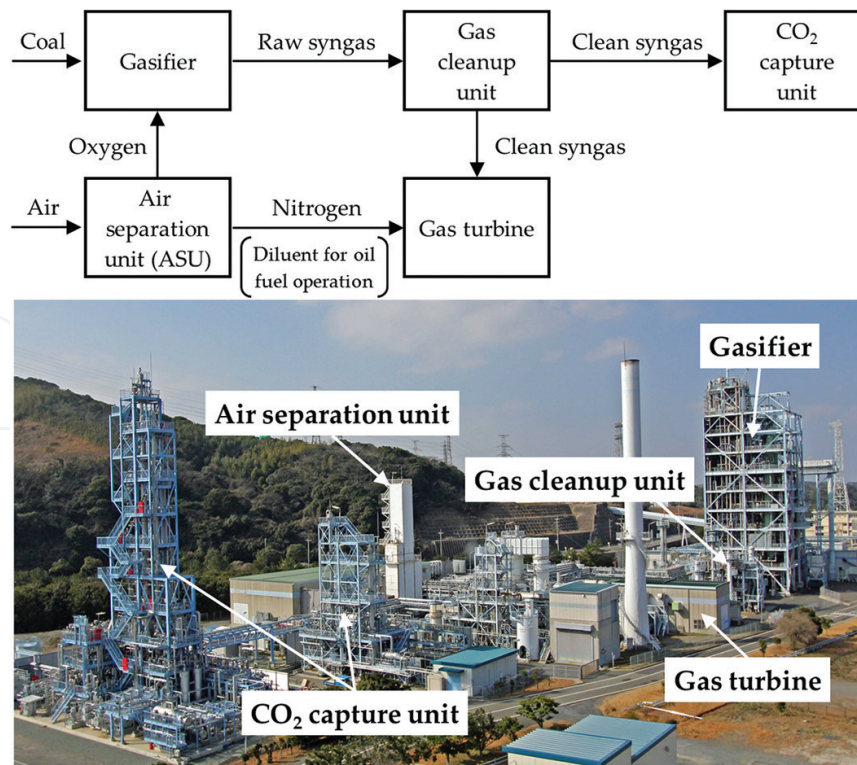 Coal
Gasifier
Raw syngas
Gas
cleanup
unit
Clean syngas
CO₂
capture
unit
Oxygen
Clean syngas
Air
Air
separation
unit (ASU)
Nitrogen
Diluent for oil
fuel operation
Gas turbine
Gasifier
Air separation unit
Gas cleanup unit
Gas turbine
CO₂ capture unit